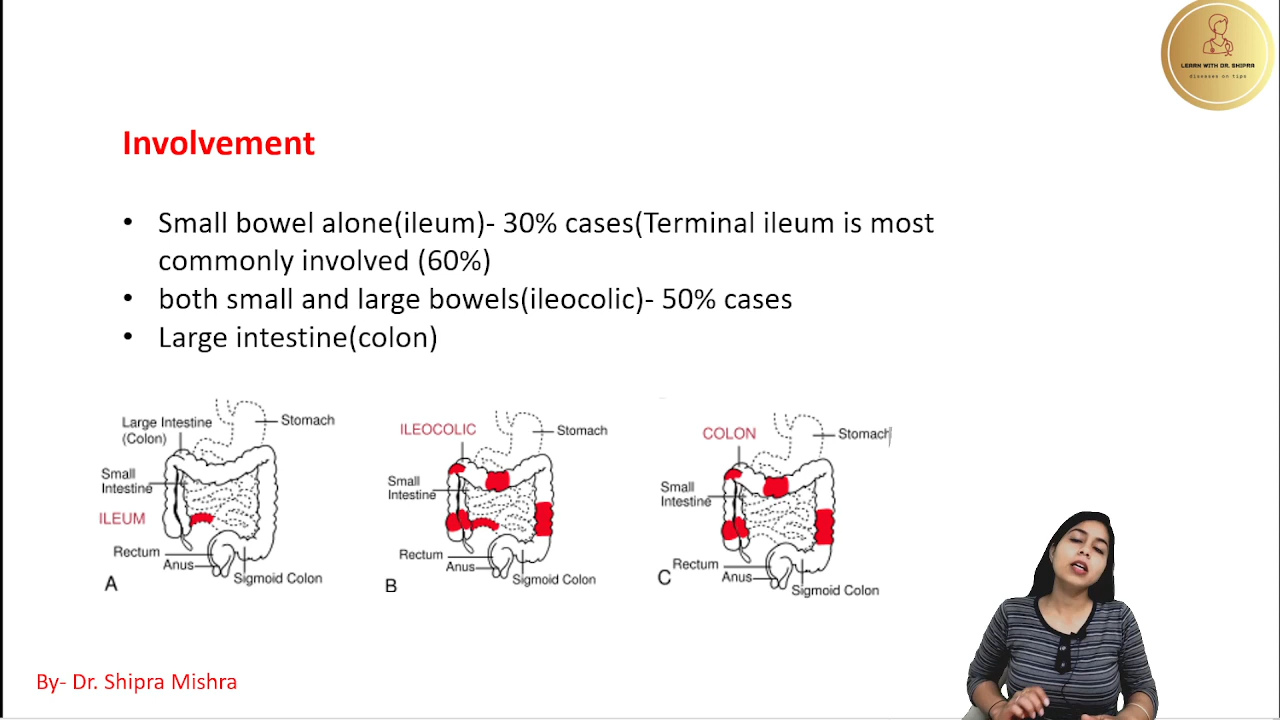 LEARN WITH DR. SHIPRA
diseases on tips
Involvement
• Small bowel alone(ileum)- 30% cases(Terminal ileum is most
commonly involved (60%)
• both small and large bowels(ileocolic)- 50% cases
• Large intestine(colon)
Large Intestine
(Colon)
Stomach
Small
Intestine
ILEUM
Rectum
Anus
Sigmoid Colon
A
ILEOCOLIC
Stomach
Small
Intestine
Rectum
Anus
Sigmoid Colon
B
COLON
Stomach
Small
Intestine
Rectum
Anus
Sigmoid Colon
C
By- Dr. Shipra Mishra